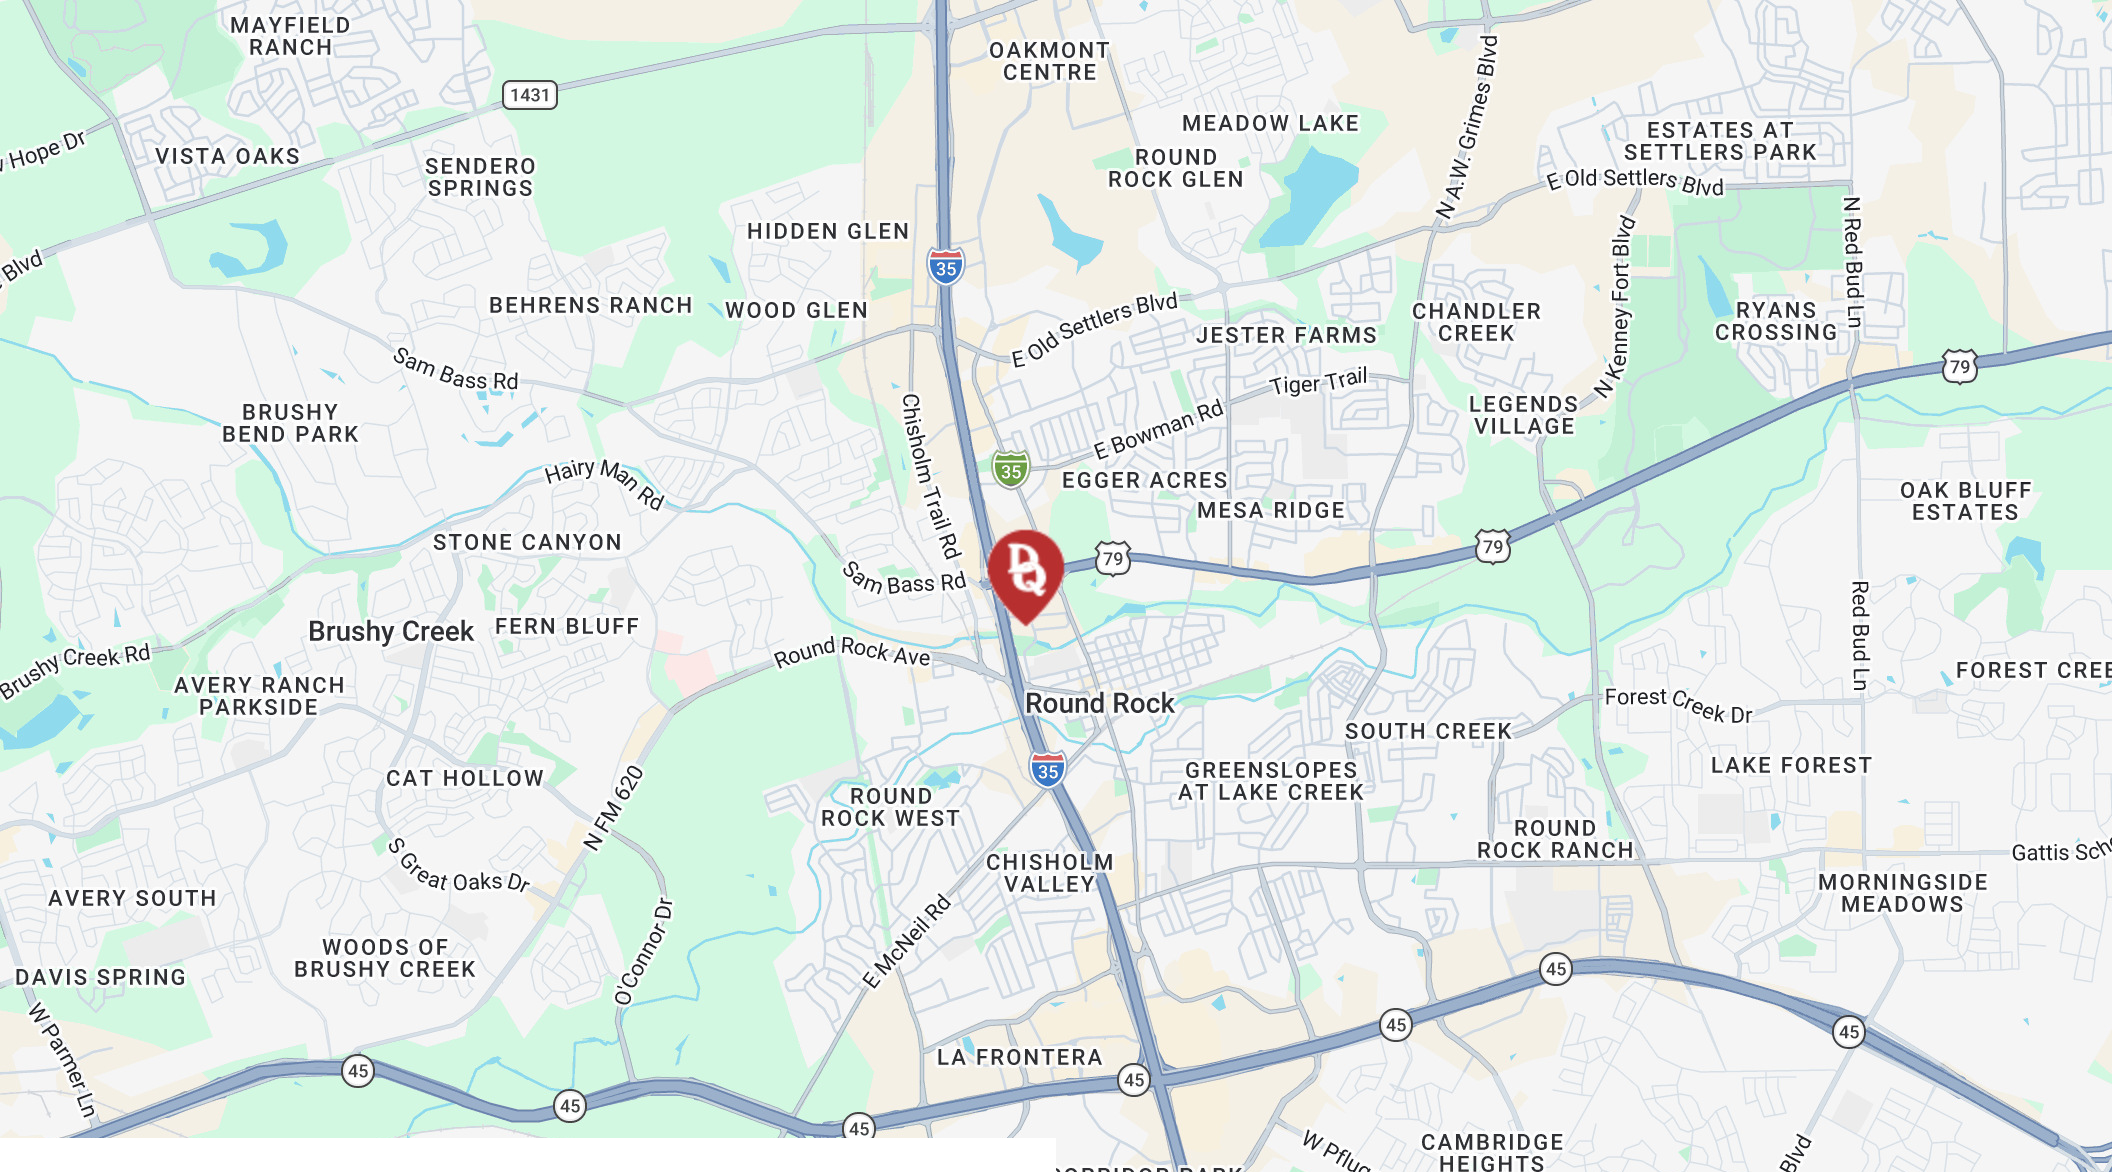 MAYFIELD
RANCH
OAKMONT
CENTRE
1431
N A.W. Grimes Blvd
MEADOW LAKE
ESTATES AT
SETTLERS PARK
Hope Dr
VISTA OAKS
SENDERO
SPRINGS
ROUND
ROCK GLEN
E Old Settlers Blvd
N Red Bud Ln
HIDDEN GLEN
N Kenney Fort Blvd
Blvd
35
BEHRENS RANCH
WOOD GLEN
E Old Settlers Blvd
JESTER FARMS
CHANDLER
CREEK
RYANS
CROSSING
Sam Bass Rd
79
Tiger Trail
BRUSHY
BEND PARK
Chisholm Trail Rd
E Bowman Rd
LEGENDS
VILLAGE
Hairy Man Rd
35
EGGER ACRES
MESA RIDGE
OAK BLUFF
ESTATES
STONE CANYON
79
79
DQ
Sam Bass Rd
Brushy Creek
FERN BLUFF
Red Bud Ln
Brushy Creek Rd
Round Rock Ave
FOREST CREE
AVERY RANCH
PARKSIDE
Round Rock
Forest Creek Dr
SOUTH CREEK
CAT HOLLOW
35
GREENSLOPES
AT LAKE CREEK
LAKE FOREST
N FM 620
ROUND
ROCK WEST
ROUND
ROCK RANCH
S Great Oaks Dr
CHISHOLM
VALLEY
Gattis Sch
AVERY SOUTH
MORNINGSIDE
MEADOWS
O'Connor Dr
E McNeil Rd
WOODS OF
BRUSHY CREEK
DAVIS SPRING
45
W Parmer Ln
45
45
LA FRONTERA
45
45
45
45
W Pflug
CAMBRIDGE
HEIGHTS
Blvd
CORRIDOR PARK